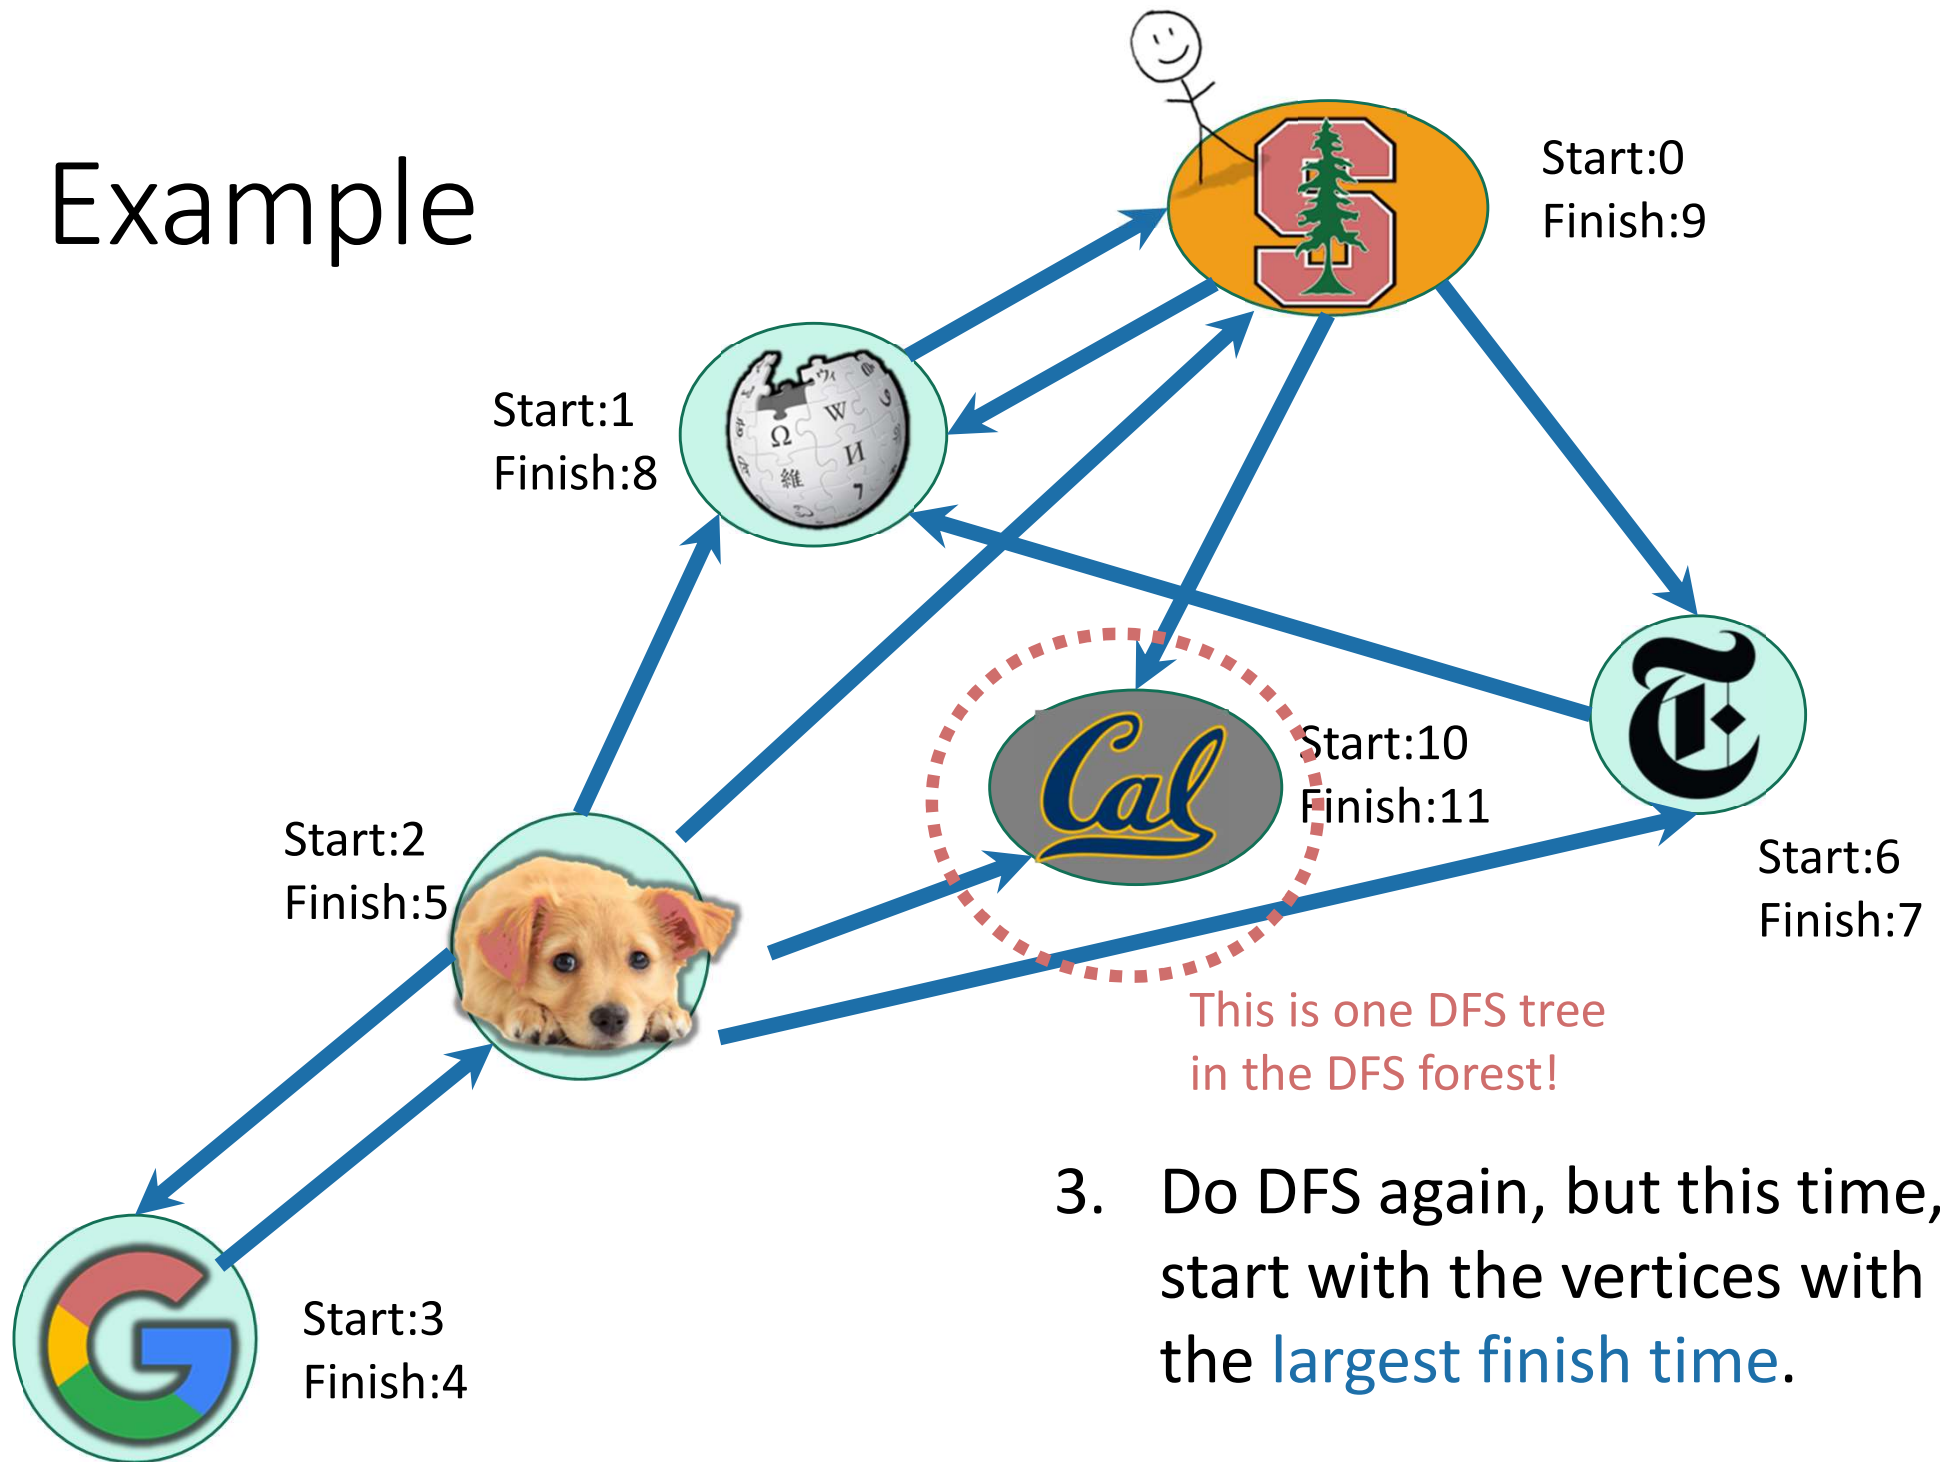 Example
Start:0
Finish:9
Start:1
Finish:8
Start:10
Finish:11
Cal
Start:2
Finish:5
Start:6
Finish:7
This is one DFS tree
in the DFS forest!
Start:3
Finish:4
3. Do DFS again, but this time,
start with the vertices with
the largest finish time.